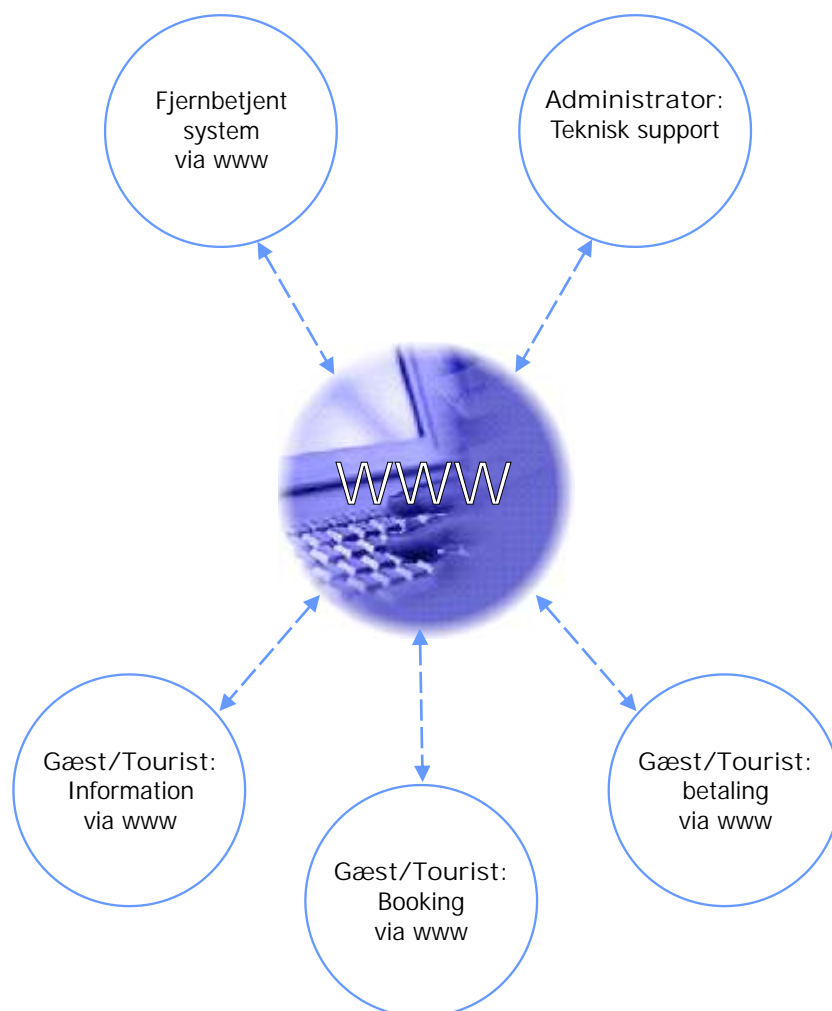 Fjernbetjent
system
via www
Administrator:
Teknisk support
WWW
Gæst/Tourist:
Information
via www
Gæst/Tourist:
Booking
via www
Gæst/Tourist:
betaling
via www